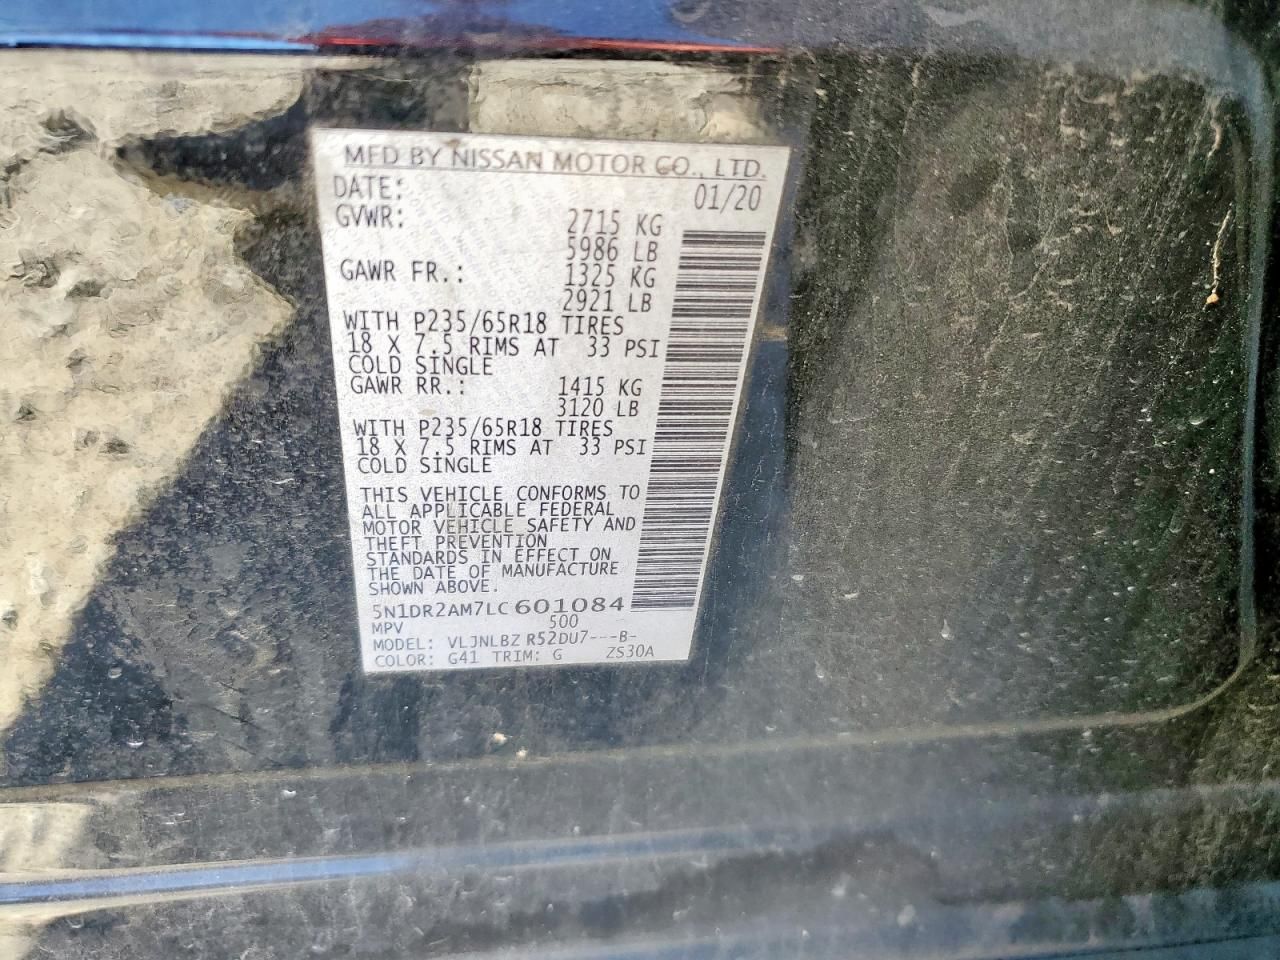 MFD BY NISSAN MOTOR CO., LTD.
DATE: 01/20
GVWR: 2715 KG
5986 LB
GAWR FR.: 1325 KG
2921 LB
WITH P235/65R18 TIRES
18 X 7.5 RIMS AT 33 PSI
COLD SINGLE
GAWR RR.: 1415 KG
3120 LB
WITH P235/65R18 TIRES
18 X 7.5 RIMS AT 33 PSI
COLD SINGLE
THIS VEHICLE CONFORMS TO
ALL APPLICABLE FEDERAL
MOTOR VEHICLE SAFETY AND
THEFT PREVENTION
STANDARDS IN EFFECT ON
THE DATE OF MANUFACTURE
SHOWN ABOVE.
5N1DR2AM7LC601084
MPV 500
MODEL: VLJNLBZ R52DU7---B-
COLOR: G41 TRIM: G ZS30A